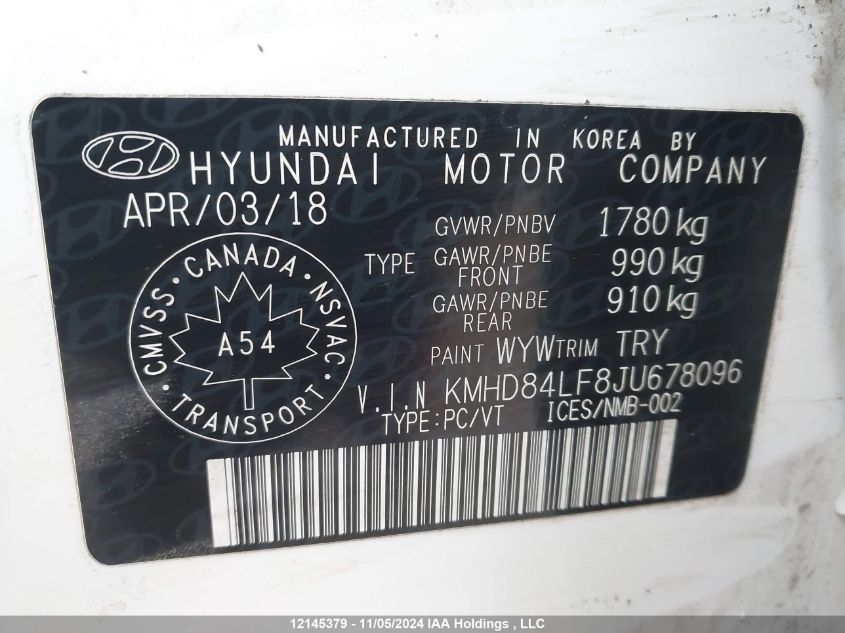 MANUFACTURED IN KOREA BY
HYUNDAI MOTOR COMPANY
APR/03/18
GVWR/PNBV 1780 kg
TYPE GAWR/PNBE FRONT 990 kg
GAWR/PNBE REAR 910 kg
PAINT WYW TRIM TRY
V.I.N KMHD84LF8JU678096
TYPE:PC/VT ICES/NMB-002
CMVSS · CANADA · NSVAC · TRANSPORT ·
A54
12145379 - 11/05/2024 IAA Holdings , LLC